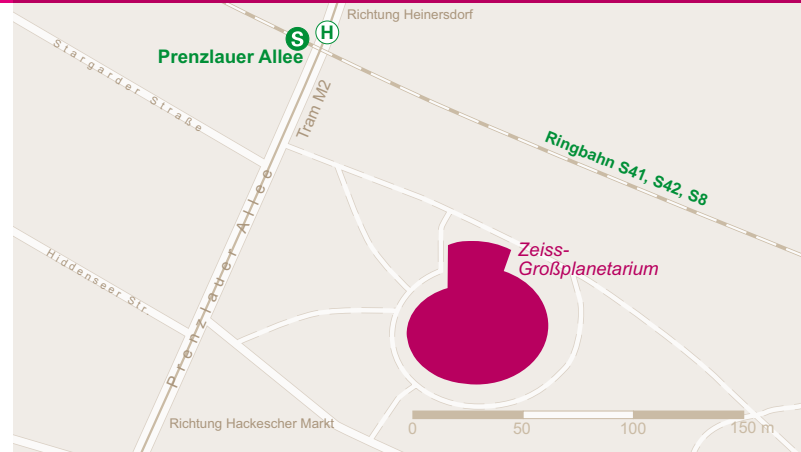 Richtung Heinersdorf
S
H
Prenzlauer Allee
Stargarder Straße
Tram M2
Ringbahn S41, S42, S8
Prenzlauer Allee
Zeiss-
Großplanetarium
Hiddenseer Str.
Richtung Hackescher Markt
0 50 100 150 m